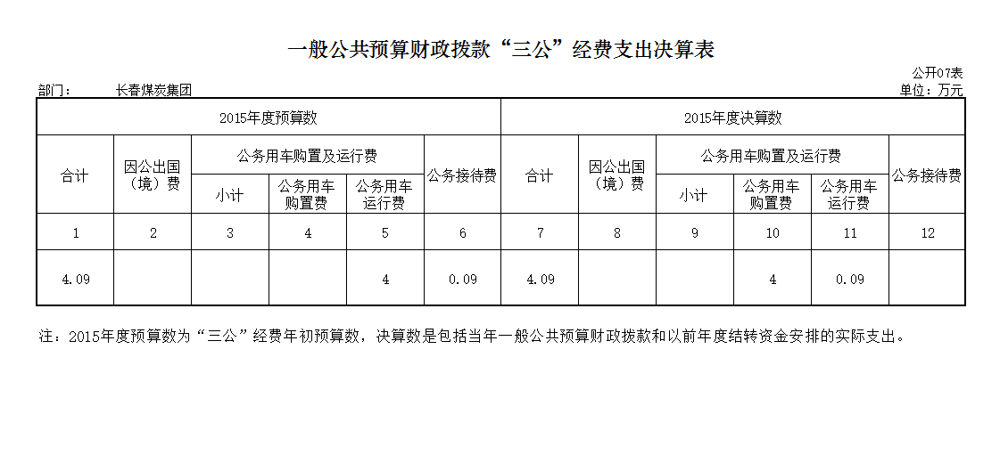 一般公共预算财政拨款“三公”经费支出决算表
公开07表
部门： 长春煤炭集团 单位：万元
2015年度预算数 2015年度决算数
合计 因公出国（境）费 公务用车购置及运行费 公务接待费 合计 因公出国（境）费 公务用车购置及运行费 公务接待费
小计 公务用车购置费 公务用车运行费 小计 公务用车购置费 公务用车运行费
1 2 3 4 5 6 7 8 9 10 11 12
4.09 4 0.09 4.09 4 0.09
注：2015年度预算数为“三公”经费年初预算数，决算数是包括当年一般公共预算财政拨款和以前年度结转资金安排的实际支出。